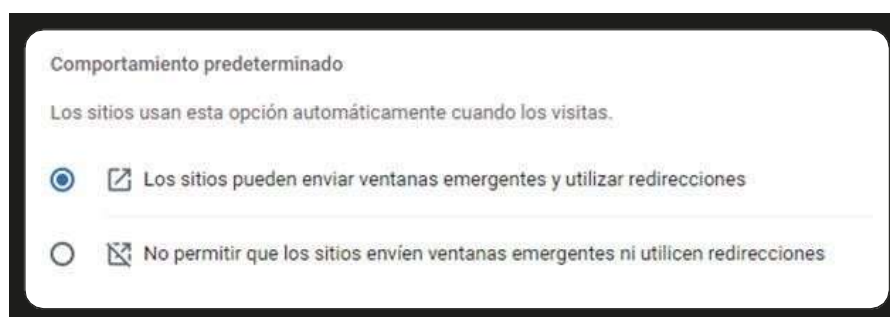 Comportamiento predeterminado
Los sitios usan esta opción automáticamente cuando los visitas.
Los sitios pueden enviar ventanas emergentes y utilizar redirecciones
No permitir que los sitios envíen ventanas emergentes ni utilicen redirecciones